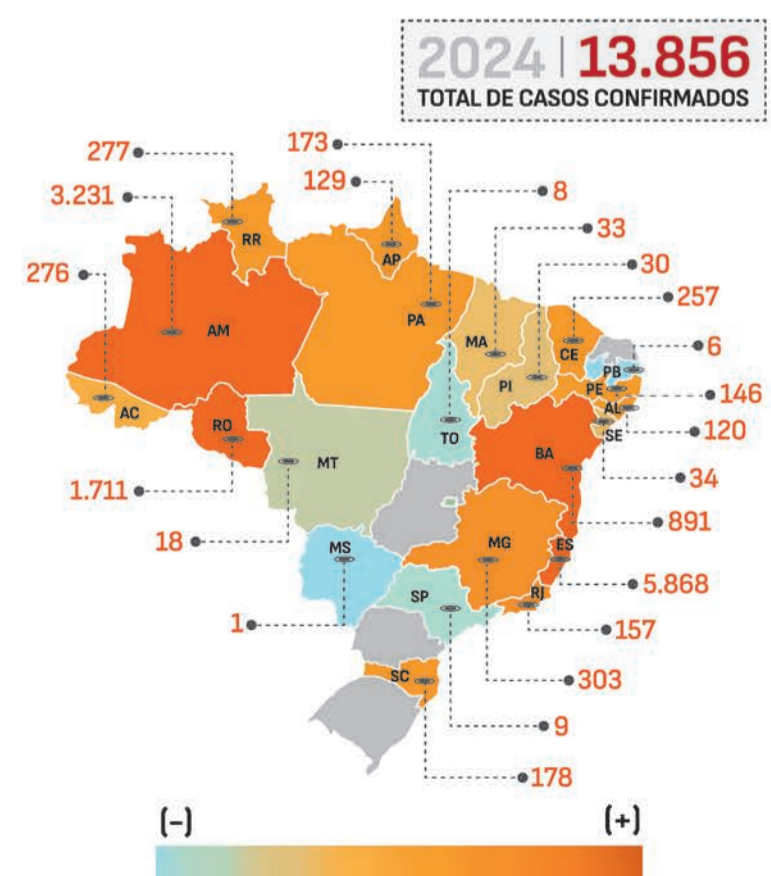 2024 | 13.856
TOTAL DE CASOS CONFIRMADOS
277
173
3.231
129
8
33
276
30
257
6
146
120
34
1.711
891
18
5.868
1
157
303
9
178
RR
AP
AM
PA
MA
CE
PB
PI
PE
AC
AL
RO
SE
TO
BA
MT
MG
ES
MS
RJ
SP
SC
(-)
(+)